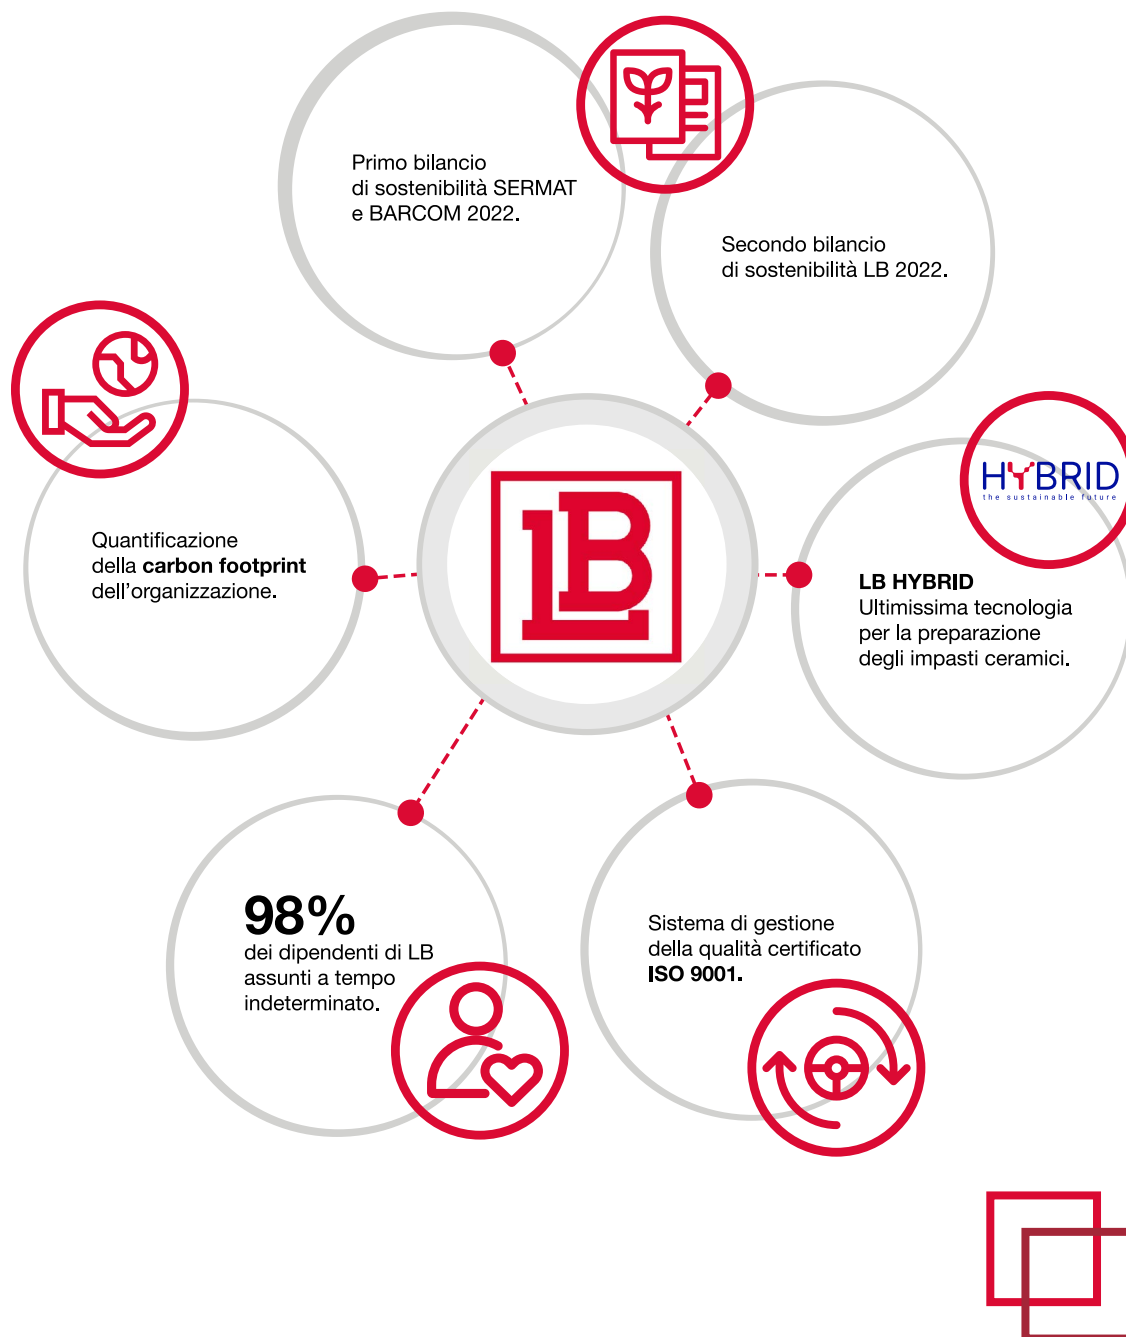 Primo bilancio
di sostenibilità SERMAT
e BARCOM 2022.
Secondo bilancio
di sostenibilità LB 2022.
HYBRID
the sustainable future
LB HYBRID
Ultimissima tecnologia
per la preparazione
degli impasti ceramici.
Quantificazione
della carbon footprint
dell'organizzazione.
LB
98%
dei dipendenti di LB
assunti a tempo
indeterminato.
Sistema di gestione
della qualità certificato
ISO 9001.